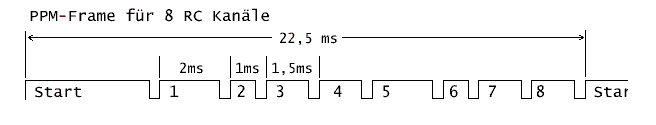 PPM-Frame für 8 RC Kanäle
22,5 ms
2ms 1ms 1,5ms
Start 1 2 3 4 5 6 7 8 Star